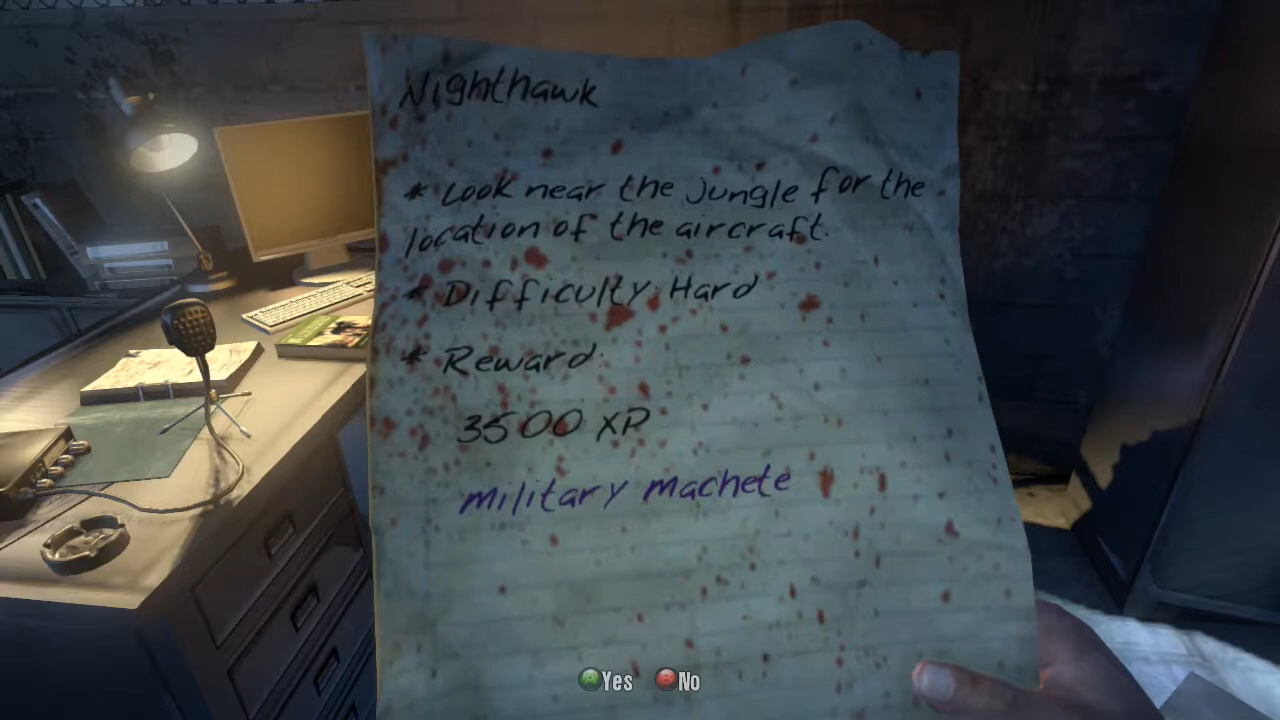 Nighthawk
* Look near the jungle for the
location of the aircraft.
* Difficulty: Hard
* Reward:
3500 XP
military machete
Yes No